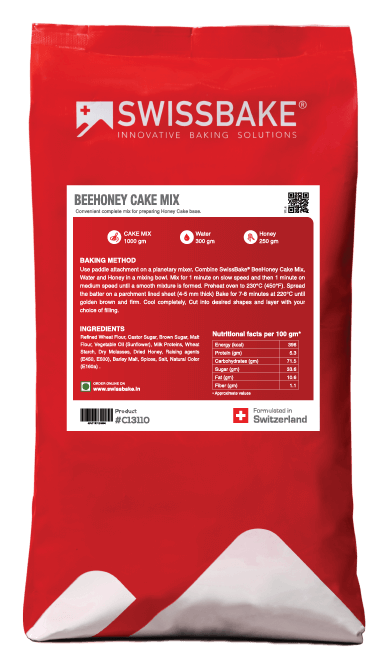 SWISSBAKE®
INNOVATIVE BAKING SOLUTIONS
BEEHONEY CAKE MIX
Convenient complete mix for preparing Honey Cake base.
CAKE MIX
1000 gm
Water
300 gm
Honey
250 gm
BAKING METHOD
Use paddle attachment on a planetary mixer. Combine SwissBake® BeeHoney Cake Mix,
Water and Honey in a mixing bowl. Mix for 1 minute on slow speed and then 1 minute on
medium speed until a smooth mixture is formed. Preheat oven to 230°C (450°F). Spread
the batter on a parchment lined sheet (4-5 mm thick) Bake for 7-8 minutes at 220°C until
golden brown and firm. Cool completely, Cut into desired shapes and layer with your
choice of filling.
INGREDIENTS
Refined Wheat Flour, Castor Sugar, Brown Sugar, Malt
Flour, Vegetable Oil (Sunflower), Milk Proteins, Wheat
Starch, Dry Molasses, Dried Honey, Raising agents
(E450, E500), Barley Malt, Spices, Salt, Natural Color
(E160a).
ORDER ONLINE ON
www.swissbake.in
Nutritional facts per 100 gm*
Energy (kcal) 396
Protein (gm) 6.3
Carbohydrates (gm) 71.5
Sugar (gm) 33.6
Fat (gm) 10.6
Fiber (gm) 1.1
* Approximate values
Product
#C13110
Formulated in
Switzerland